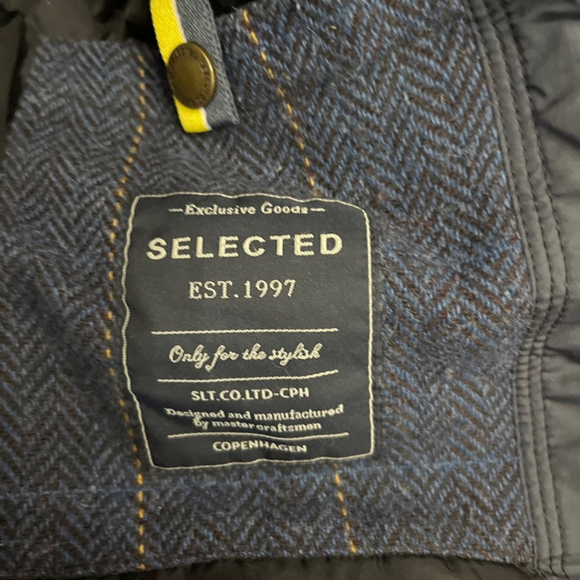 —Exclusive Goods—
SELECTED
EST.1997
Only for the stylish
SLT.CO.LTD-CPH
Designed and manufactured
by master craftsmen
COPENHAGEN